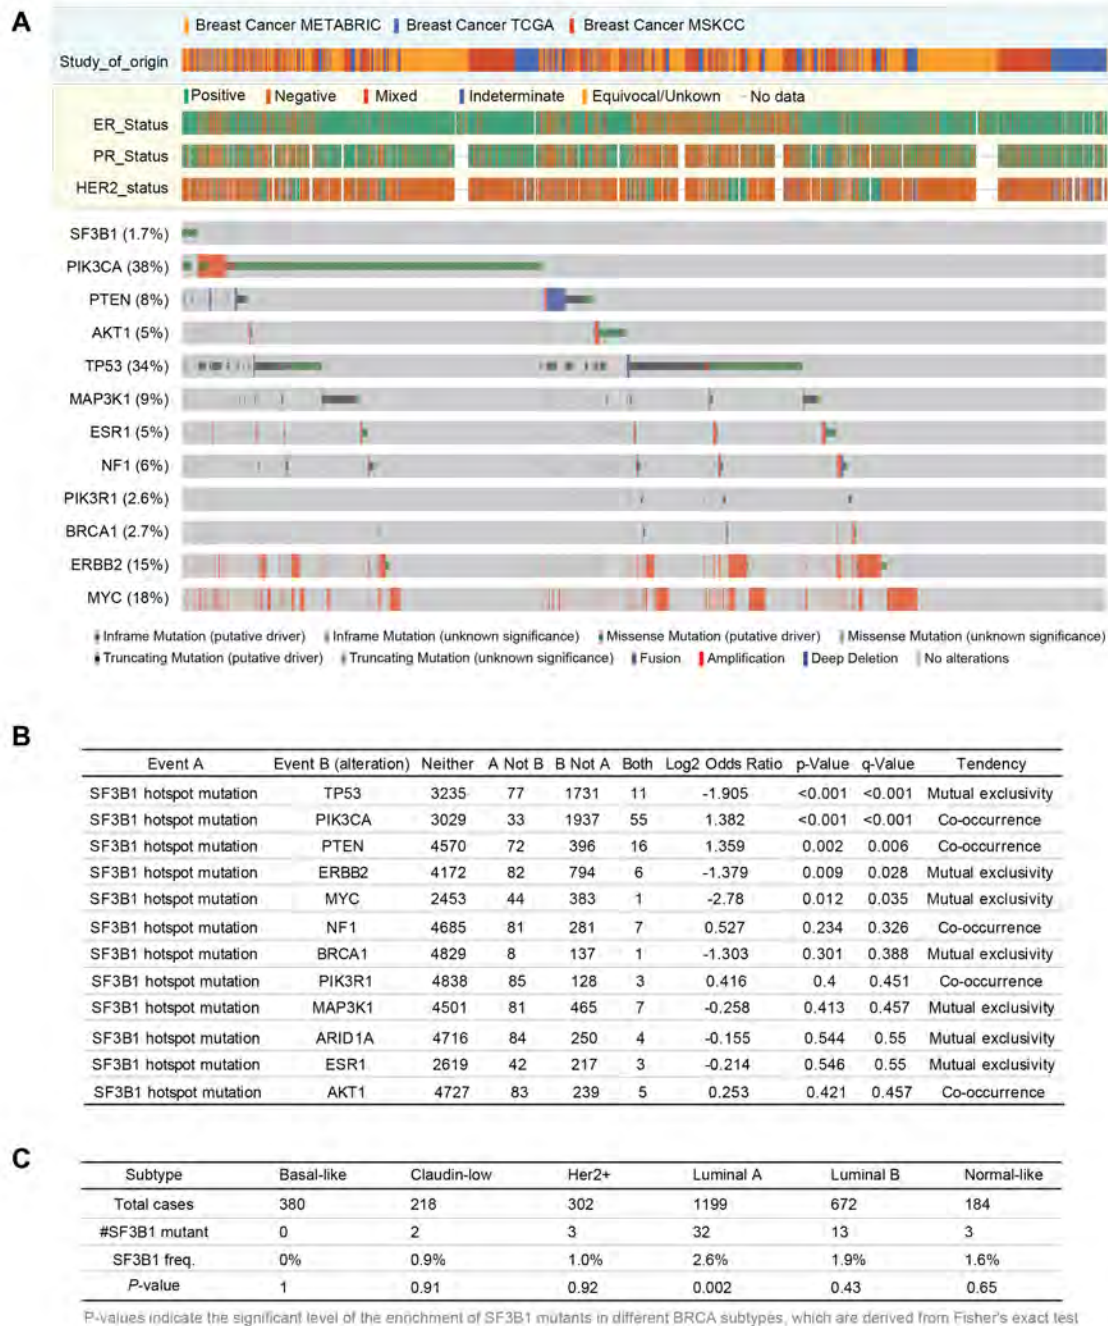 A
Breast Cancer METABRIC Breast Cancer TCGA Breast Cancer MSKCC
Study_of_origin
Positive Negative Mixed Indeterminate Equivocal/Unkown No data
ER_Status
PR_Status
HER2_status
SF3B1 (1.7%)
PIK3CA (38%)
PTEN (8%)
AKT1 (5%)
TP53 (34%)
MAP3K1 (9%)
ESR1 (5%)
NF1 (6%)
PIK3R1 (2.6%)
BRCA1 (2.7%)
ERBB2 (15%)
MYC (18%)
Inframe Mutation (putative driver) Inframe Mutation (unknown significance) Missense Mutation (putative driver) Missense Mutation (unknown significance)
Truncating Mutation (putative driver) Truncating Mutation (unknown significance) Fusion Amplification Deep Deletion No alterations
B
Event A Event B (alteration) Neither A Not B B Not A Both Log2 Odds Ratio p-Value q-Value Tendency
SF3B1 hotspot mutation TP53 3235 77 1731 11 -1.905 <0.001 <0.001 Mutual exclusivity
SF3B1 hotspot mutation PIK3CA 3029 33 1937 55 1.382 <0.001 <0.001 Co-occurrence
SF3B1 hotspot mutation PTEN 4570 72 396 16 1.359 0.002 0.006 Co-occurrence
SF3B1 hotspot mutation ERBB2 4172 82 794 6 -1.379 0.009 0.028 Mutual exclusivity
SF3B1 hotspot mutation MYC 2453 44 383 1 -2.78 0.012 0.035 Mutual exclusivity
SF3B1 hotspot mutation NF1 4685 81 281 7 0.527 0.234 0.326 Co-occurrence
SF3B1 hotspot mutation BRCA1 4829 8 137 1 -1.303 0.301 0.388 Mutual exclusivity
SF3B1 hotspot mutation PIK3R1 4838 85 128 3 0.416 0.4 0.451 Co-occurrence
SF3B1 hotspot mutation MAP3K1 4501 81 465 7 -0.258 0.413 0.457 Mutual exclusivity
SF3B1 hotspot mutation ARID1A 4716 84 250 4 -0.155 0.544 0.55 Mutual exclusivity
SF3B1 hotspot mutation ESR1 2619 42 217 3 -0.214 0.546 0.55 Mutual exclusivity
SF3B1 hotspot mutation AKT1 4727 83 239 5 0.253 0.421 0.457 Co-occurrence
C
Subtype Basal-like Claudin-low Her2+ Luminal A Luminal B Normal-like
Total cases 380 218 302 1199 672 184
#SF3B1 mutant 0 2 3 32 13 3
SF3B1 freq. 0% 0.9% 1.0% 2.6% 1.9% 1.6%
P-value 1 0.91 0.92 0.002 0.43 0.65
P-values indicate the significant level of the enrichment of SF3B1 mutants in different BRCA subtypes, which are derived from Fisher's exact test